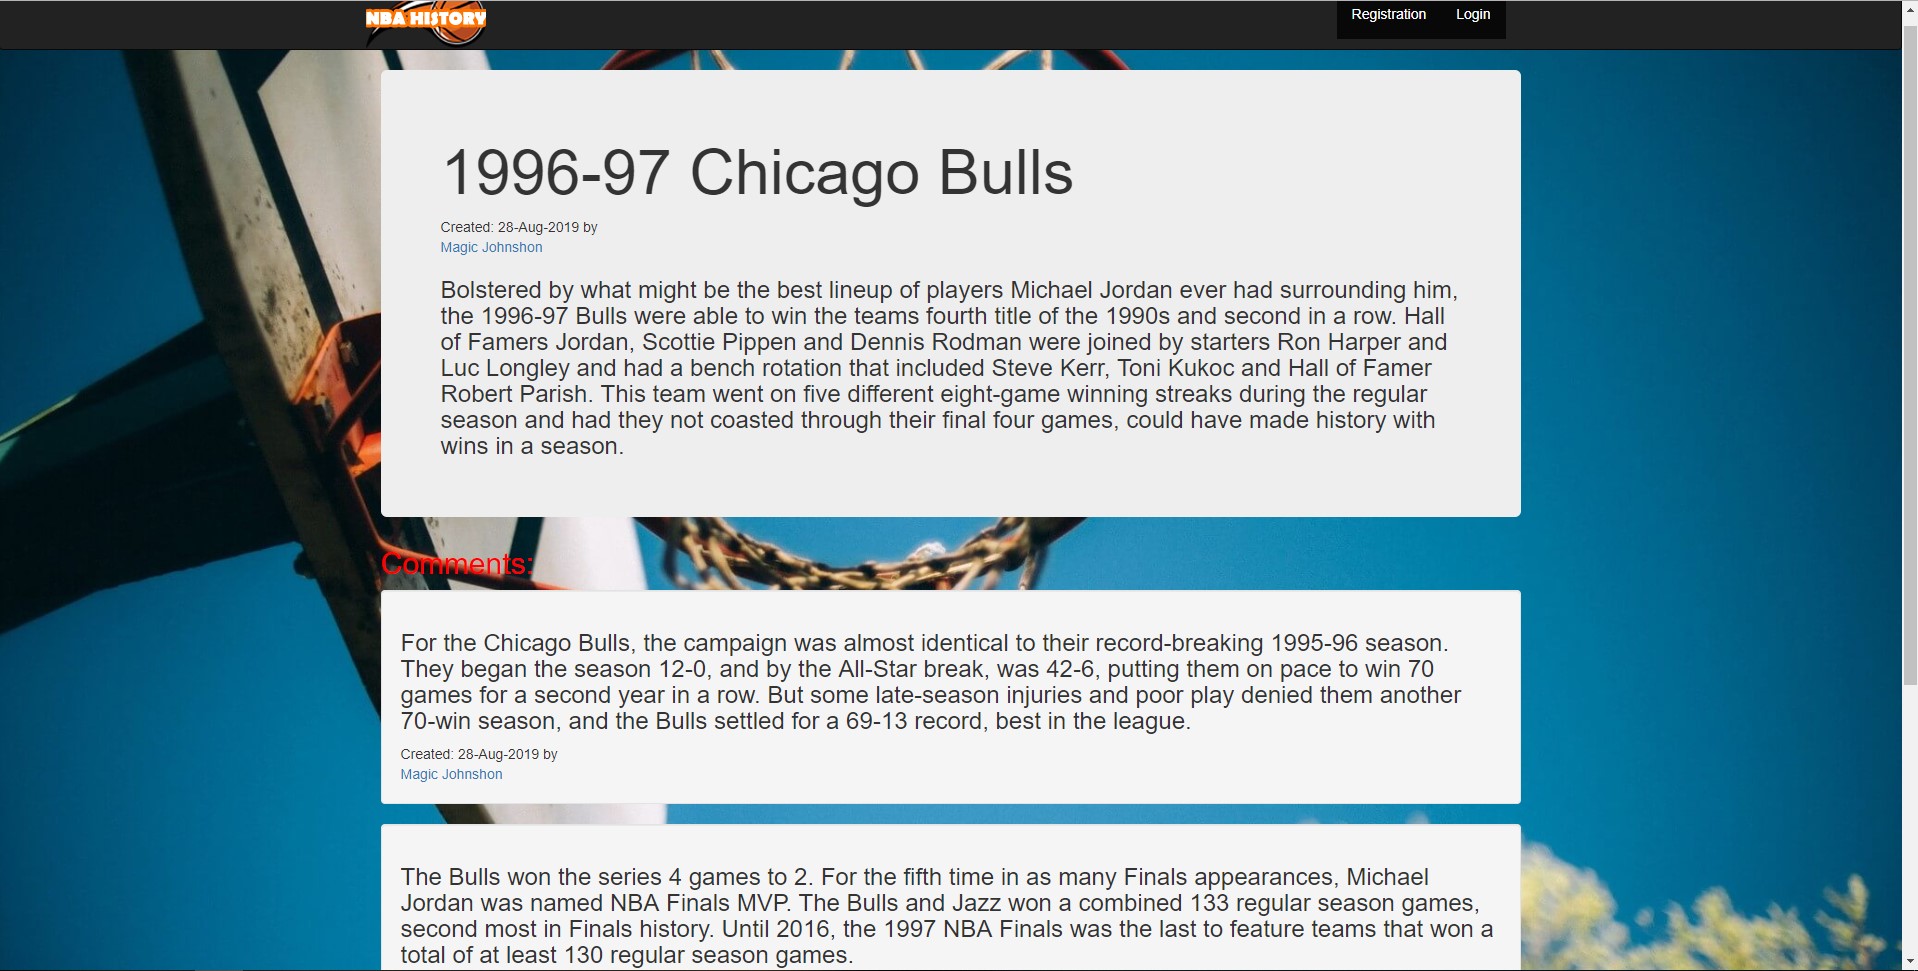 NBA HISTORY
Registration Login
1996-97 Chicago Bulls
Created: 28-Aug-2019 by
Magic Johnshon
Bolstered by what might be the best lineup of players Michael Jordan ever had surrounding him,
the 1996-97 Bulls were able to win the teams fourth title of the 1990s and second in a row. Hall
of Famers Jordan, Scottie Pippen and Dennis Rodman were joined by starters Ron Harper and
Luc Longley and had a bench rotation that included Steve Kerr, Toni Kukoc and Hall of Famer
Robert Parish. This team went on five different eight-game winning streaks during the regular
season and had they not coasted through their final four games, could have made history with
wins in a season.
Comments:
For the Chicago Bulls, the campaign was almost identical to their record-breaking 1995-96 season.
They began the season 12-0, and by the All-Star break, was 42-6, putting them on pace to win 70
games for a second year in a row. But some late-season injuries and poor play denied them another
70-win season, and the Bulls settled for a 69-13 record, best in the league.
Created: 28-Aug-2019 by
Magic Johnshon
The Bulls won the series 4 games to 2. For the fifth time in as many Finals appearances, Michael
Jordan was named NBA Finals MVP. The Bulls and Jazz won a combined 133 regular season games,
second most in Finals history. Until 2016, the 1997 NBA Finals was the last to feature teams that won a
total of at least 130 regular season games.